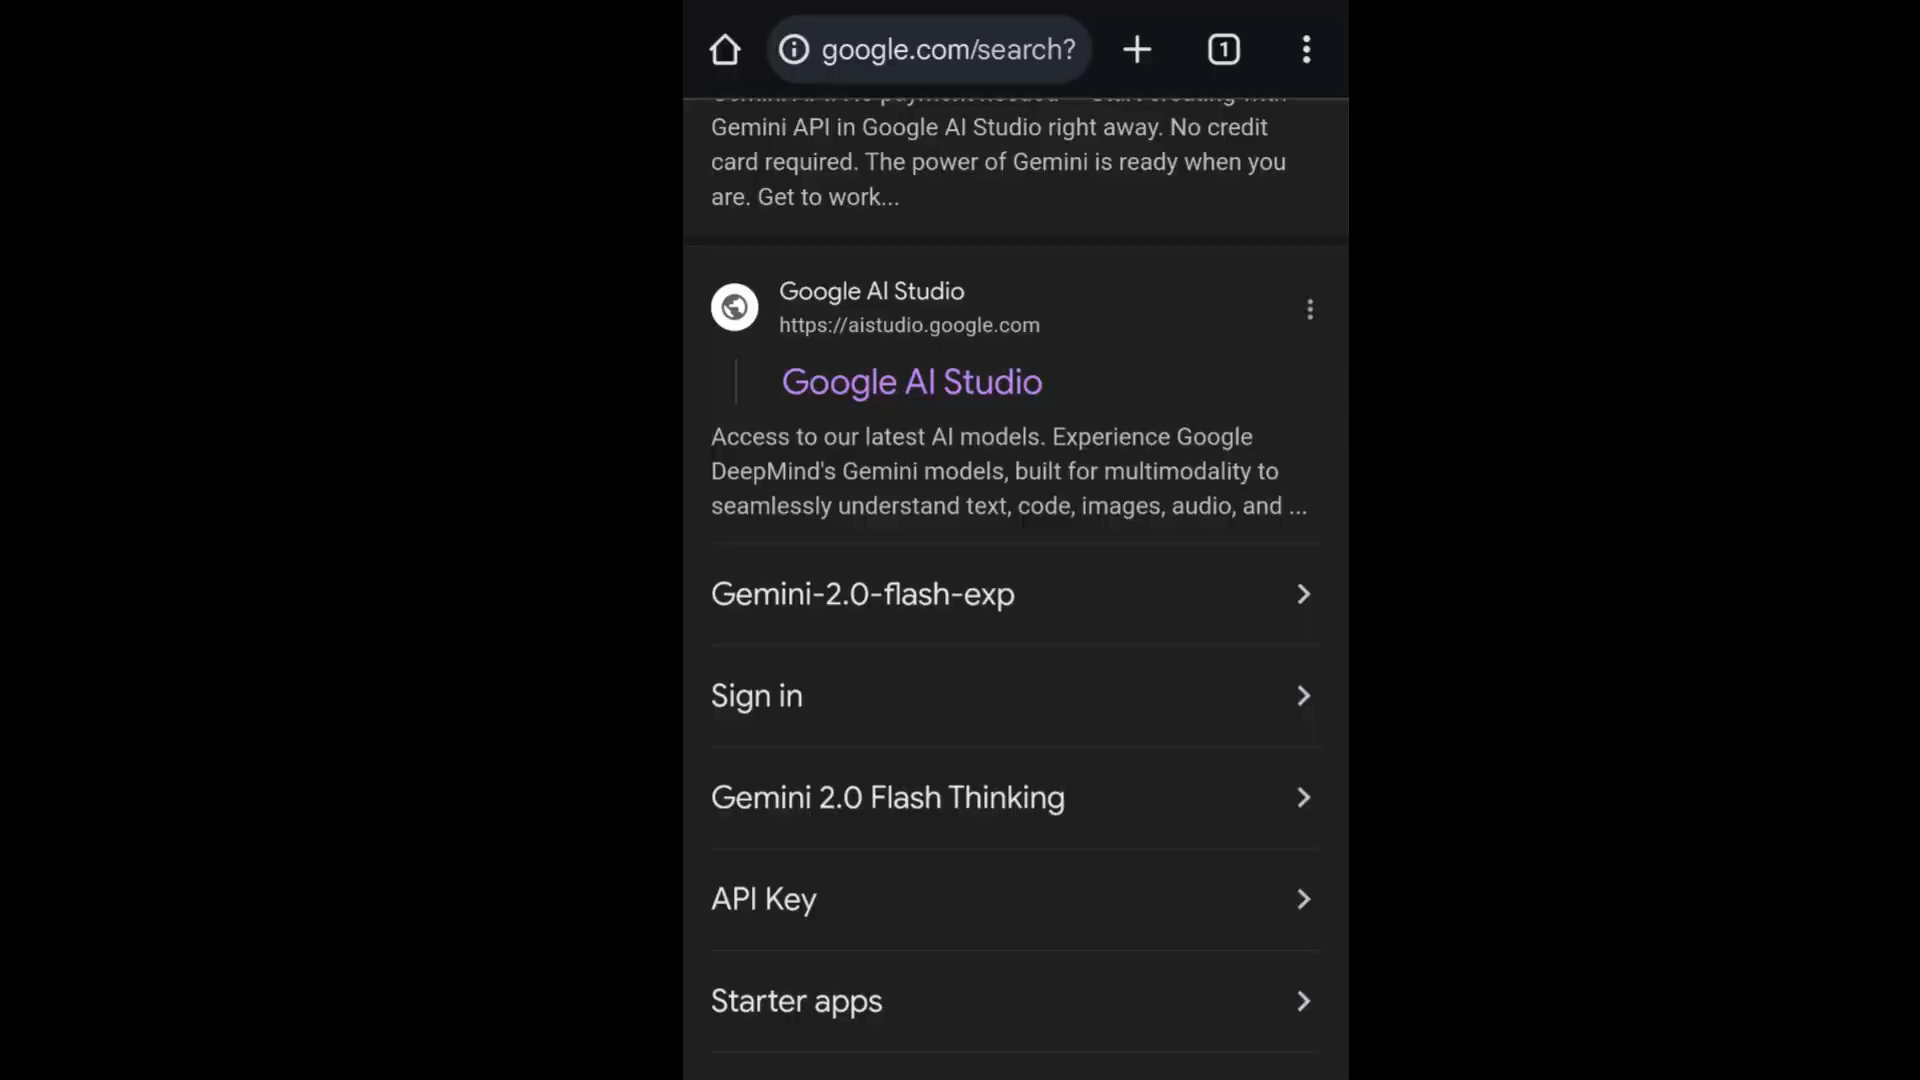 google.com/search?
1
Gemini API in Google AI Studio right away. No credit
card required. The power of Gemini is ready when you
are. Get to work...
Google AI Studio
https://aistudio.google.com
Google AI Studio
Access to our latest AI models. Experience Google
DeepMind's Gemini models, built for multimodality to
seamlessly understand text, code, images, audio, and ...
Gemini-2.0-flash-exp
Sign in
Gemini 2.0 Flash Thinking
API Key
Starter apps